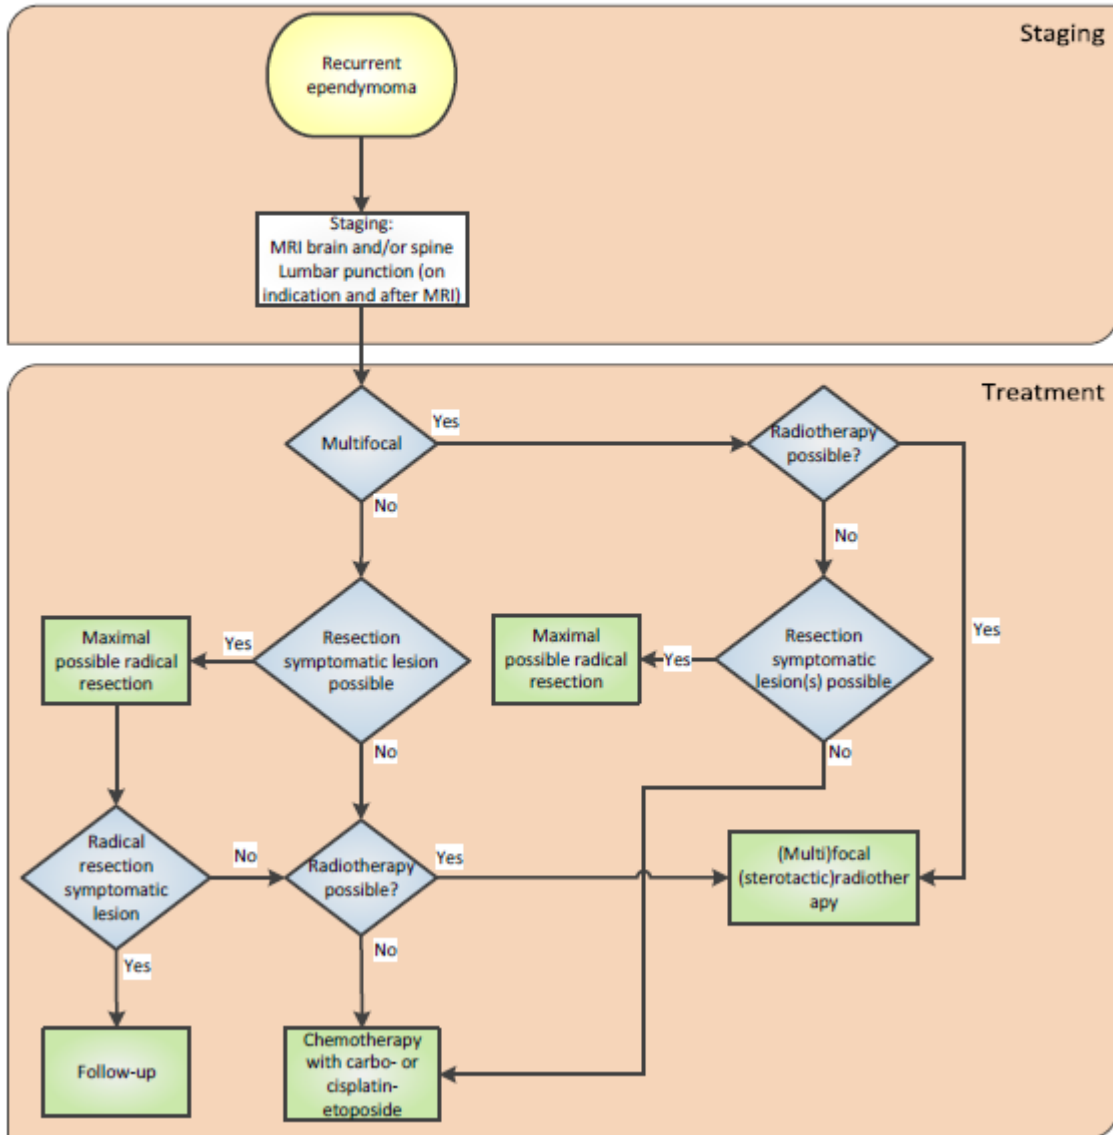 Staging
Recurrent
ependymoma
Staging:
MRI brain and/or spine
Lumbar punction (on
indication and after MRI)
Treatment
Multifocal
Yes
Radiotherapy
possible?
No
No
Yes
Maximal
possible radical
resection
Yes
Resection
symptomatic lesion
possible
Maximal
possible radical
resection
Yes
Resection
symptomatic
lesion(s) possible
No
No
Radical
resection
symptomatic
lesion
No
Radiotherapy
possible?
Yes
(Multi)focal
(sterotactic)radiother
apy
Yes
No
Follow-up
Chemotherapy
with carbo- or
cisplatin-
etoposide